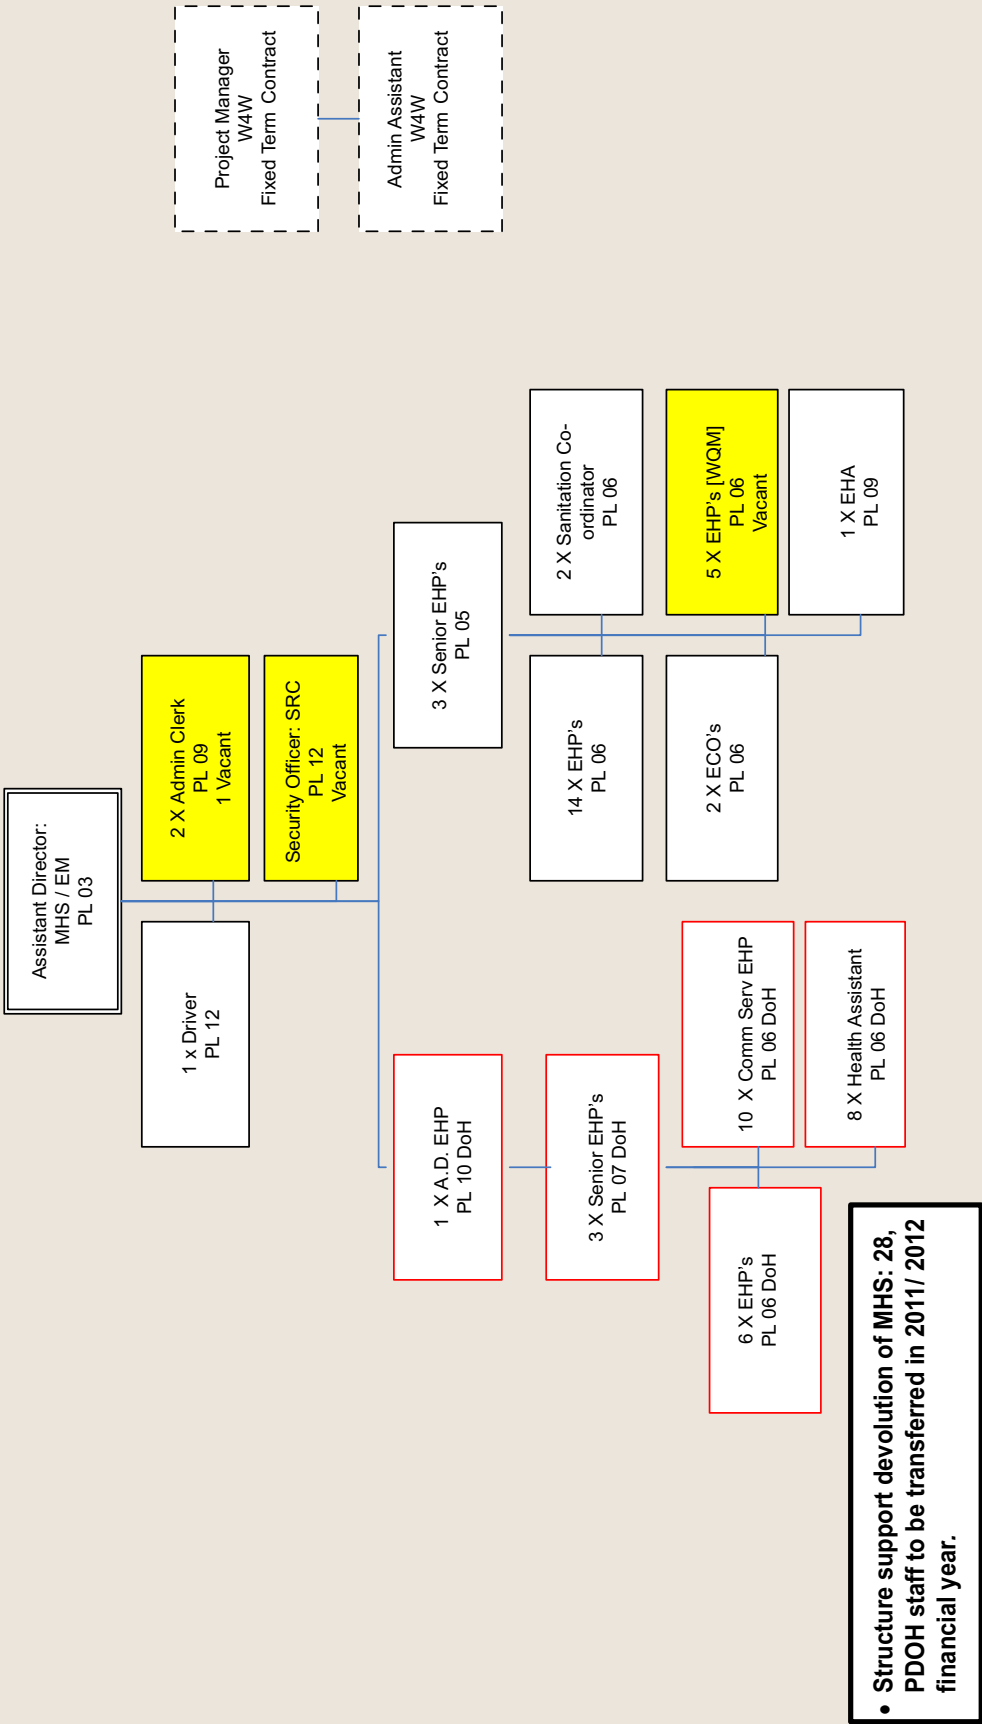 Assistant Director:
MHS / EM
PL 03
1 x Driver
PL 12
2 X Admin Clerk
PL 09
1 Vacant
Security Officer: SRC
PL 12
Vacant
1 X A.D. EHP
PL 10 DoH
3 X Senior EHP's
PL 07 DoH
6 X EHP's
PL 06 DoH
10 X Comm Serv EHP
PL 06 DoH
8 X Health Assistant
PL 06 DoH
3 X Senior EHP's
PL 05
14 X EHP's
PL 06
2 X Sanitation Co-
ordinator
PL 06
2 X ECO's
PL 06
5 X EHP's [WQM]
PL 06
Vacant
1 X EHA
PL 09
Project Manager
W4W
Fixed Term Contract
Admin Assistant
W4W
Fixed Term Contract
• Structure support devolution of MHS: 28,
PDOH staff to be transferred in 2011/ 2012
financial year.